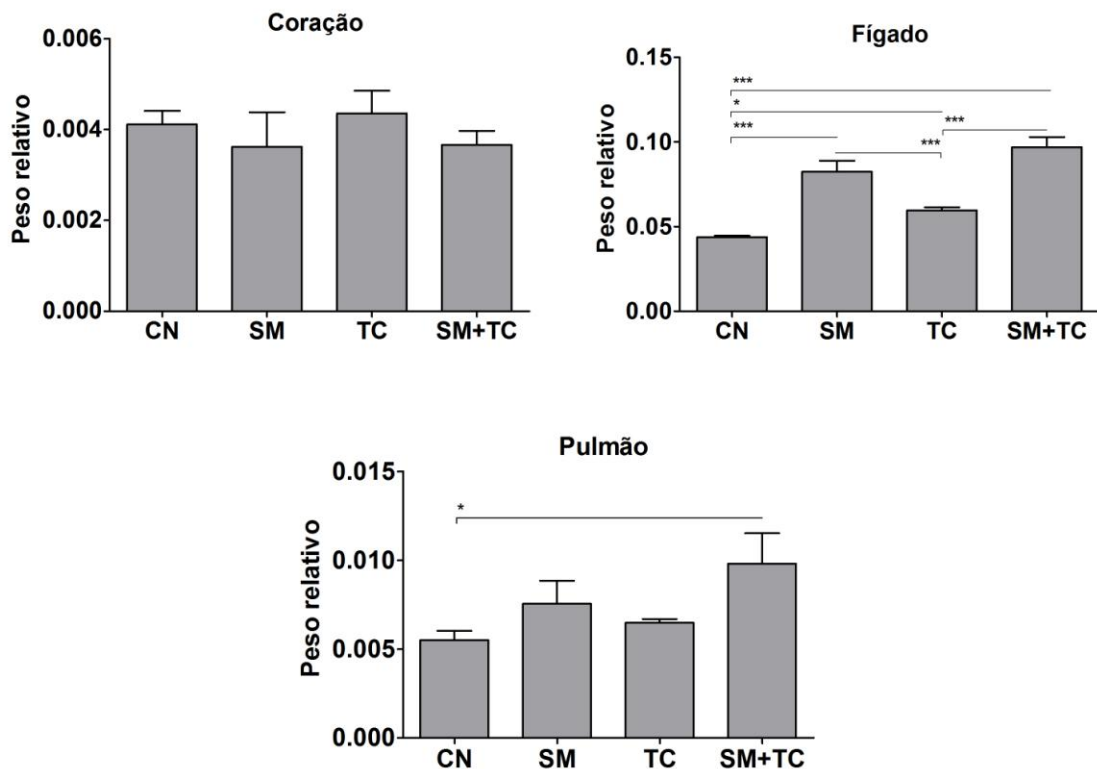 Coração
Peso relativo
0.006
0.004
0.002
0.000
CN SM TC SM+TC
Fígado
Peso relativo
0.15
0.10
0.05
0.00
***
*
***
***
***
CN SM TC SM+TC
Pulmão
Peso relativo
0.015
0.010
0.005
0.000
*
CN SM TC SM+TC